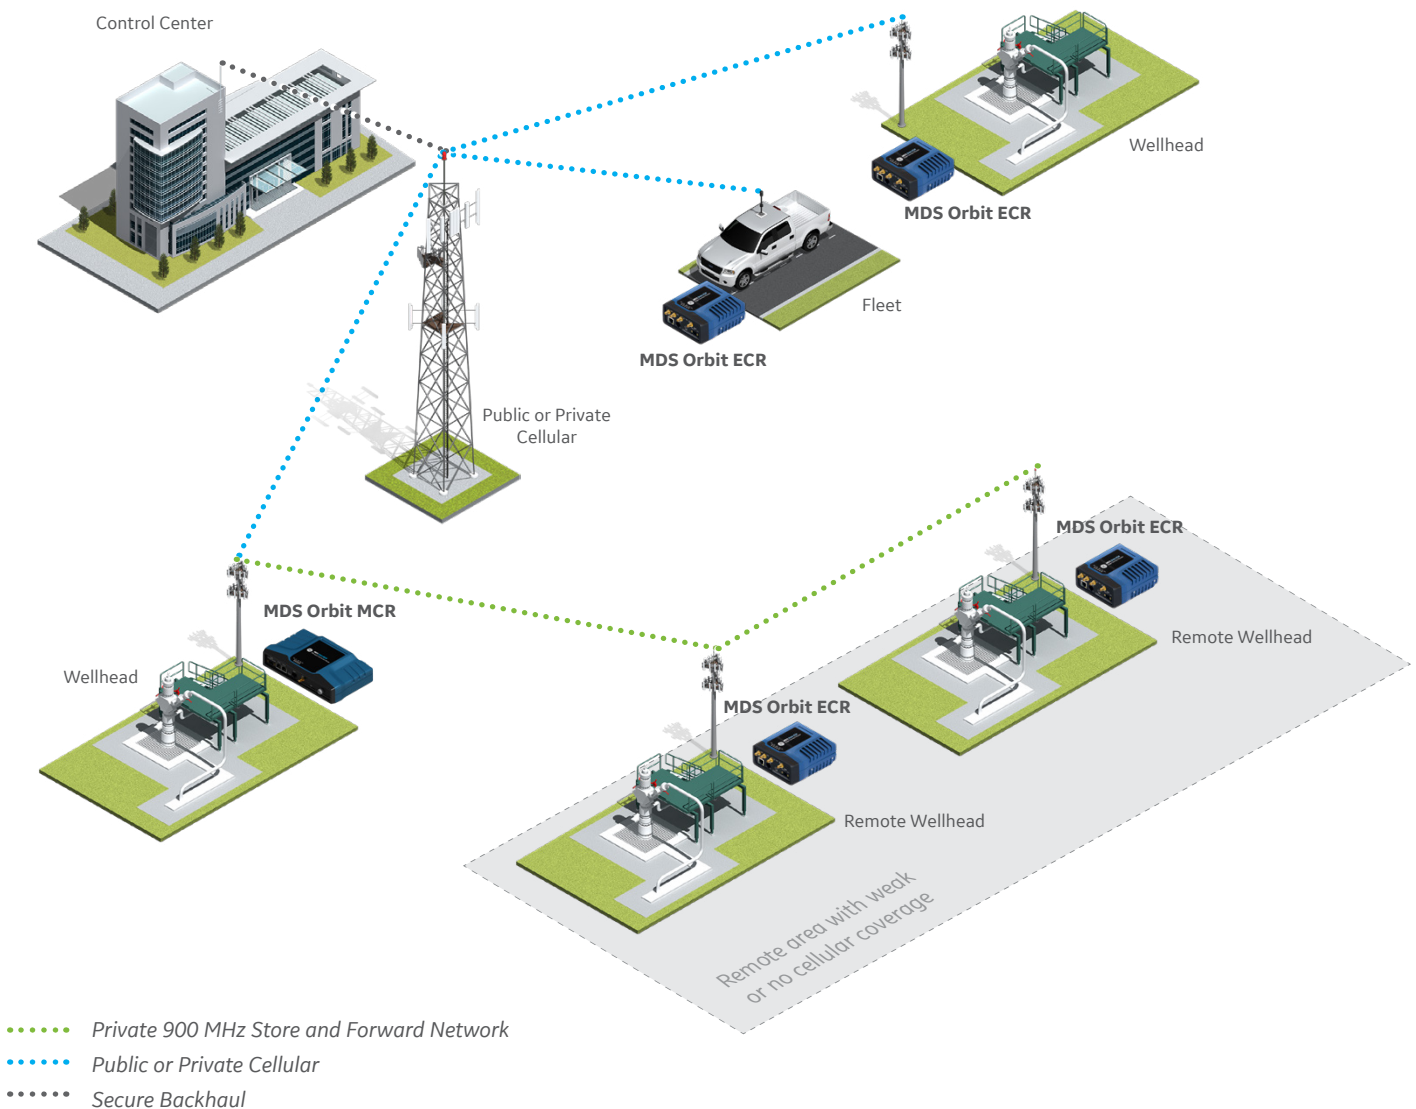 Control Center
Wellhead
MDS Orbit ECR
Fleet
MDS Orbit ECR
Public or Private
Cellular
MDS Orbit ECR
Remote Wellhead
MDS Orbit MCR
Wellhead
MDS Orbit ECR
Remote Wellhead
Remote area with weak
or no cellular coverage
Private 900 MHz Store and Forward Network
Public or Private Cellular
Secure Backhaul